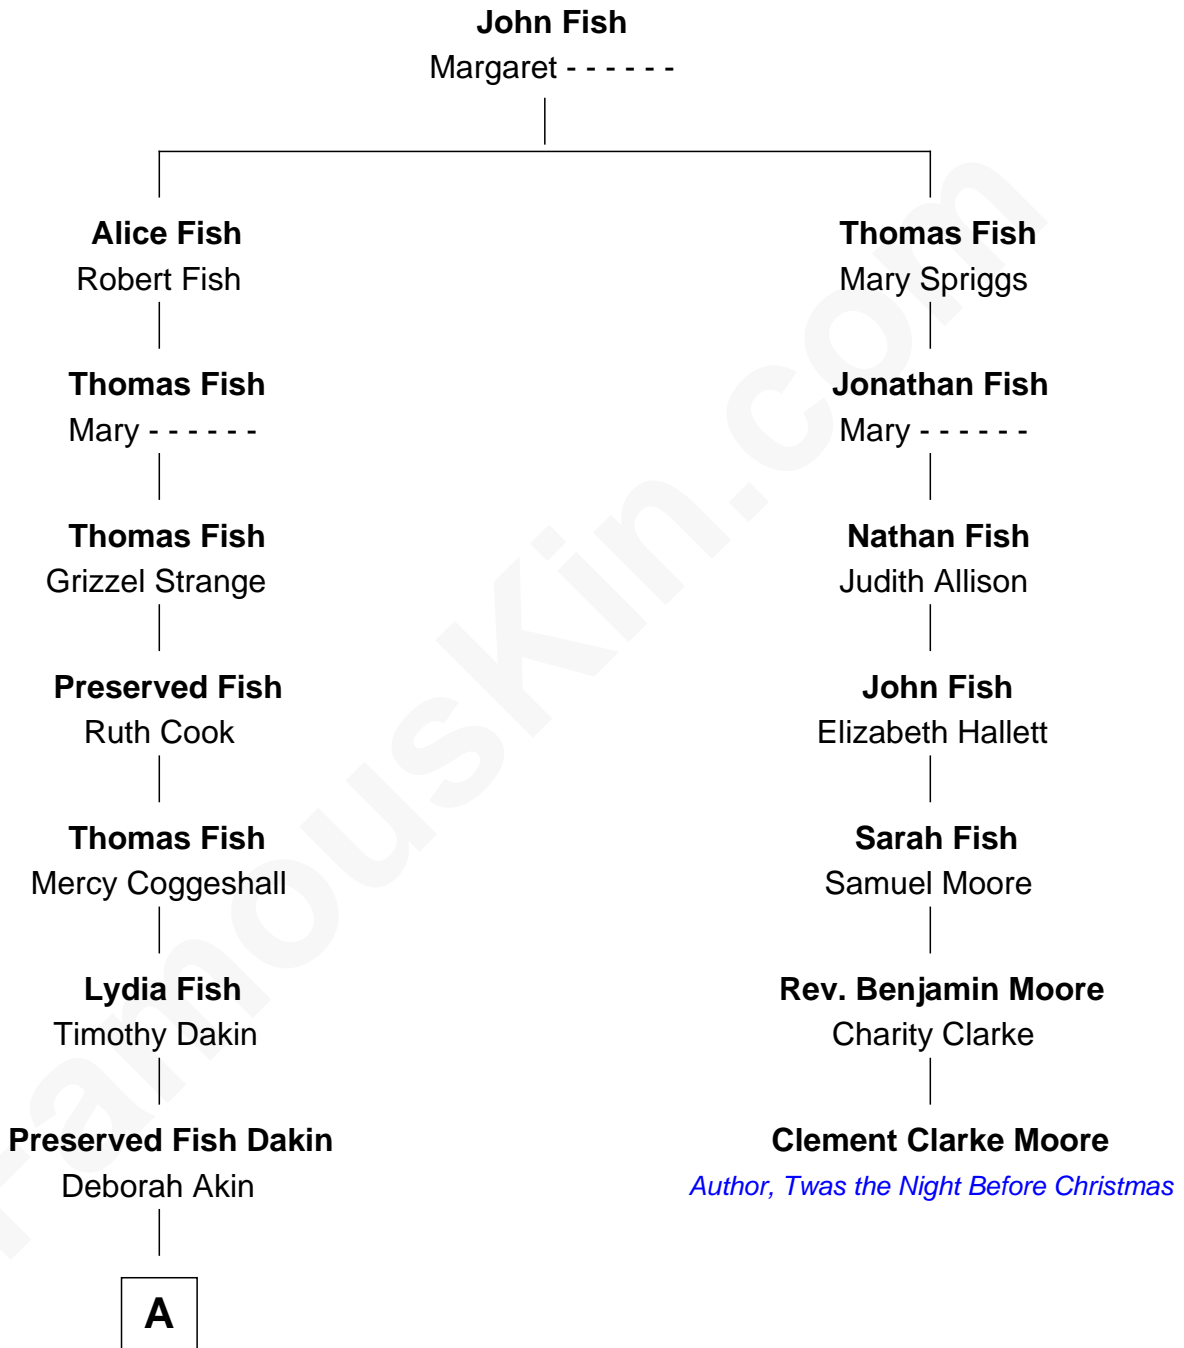 John Fish
Margaret - - - - - -
Alice Fish
Robert Fish
Thomas Fish
Mary - - - - - -
Thomas Fish
Grizzel Strange
Preserved Fish
Ruth Cook
Thomas Fish
Mercy Coggeshall
Lydia Fish
Timothy Dakin
Preserved Fish Dakin
Deborah Akin
A
Thomas Fish
Mary Spriggs
Jonathan Fish
Mary - - - - - -
Nathan Fish
Judith Allison
John Fish
Elizabeth Hallett
Sarah Fish
Samuel Moore
Rev. Benjamin Moore
Charity Clarke
Clement Clarke Moore
Author, Twas the Night Before Christmas
FamousKin.com